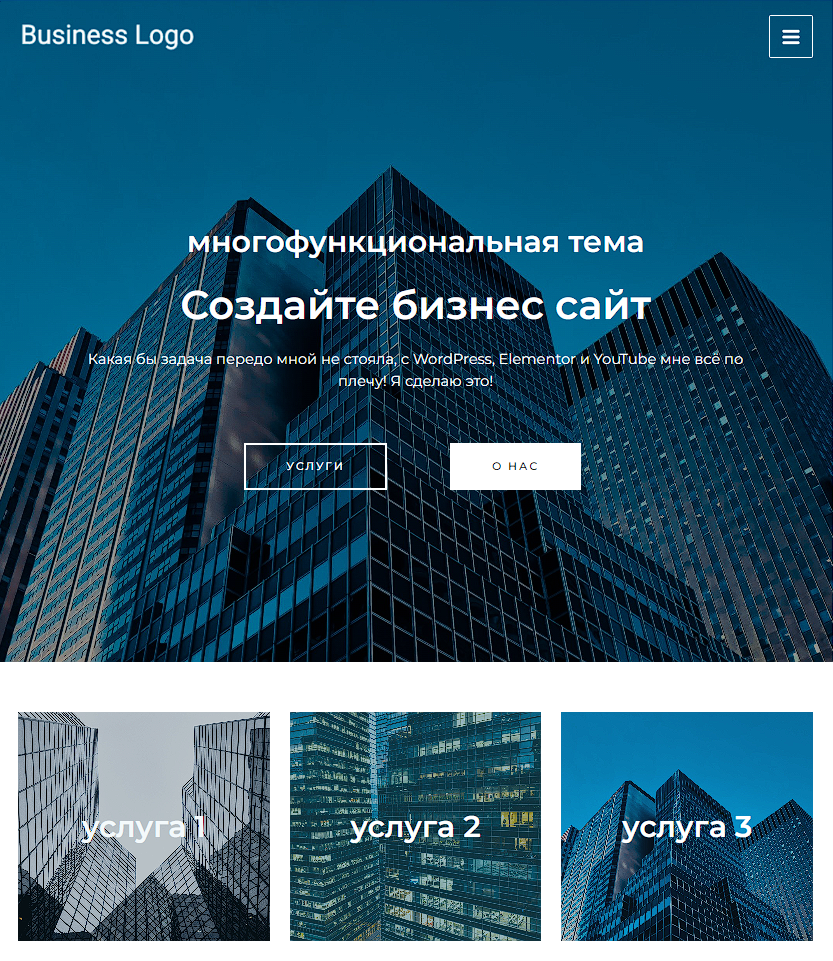 Business Logo
многофункциональная тема
Создайте бизнес сайт
Какая бы задача передо мной не стояла, с WordPress, Elementor и YouTube мне всё по
плечу! Я сделаю это!
УСЛУГИ
О НАС
услуга 1
услуга 2
услуга 3